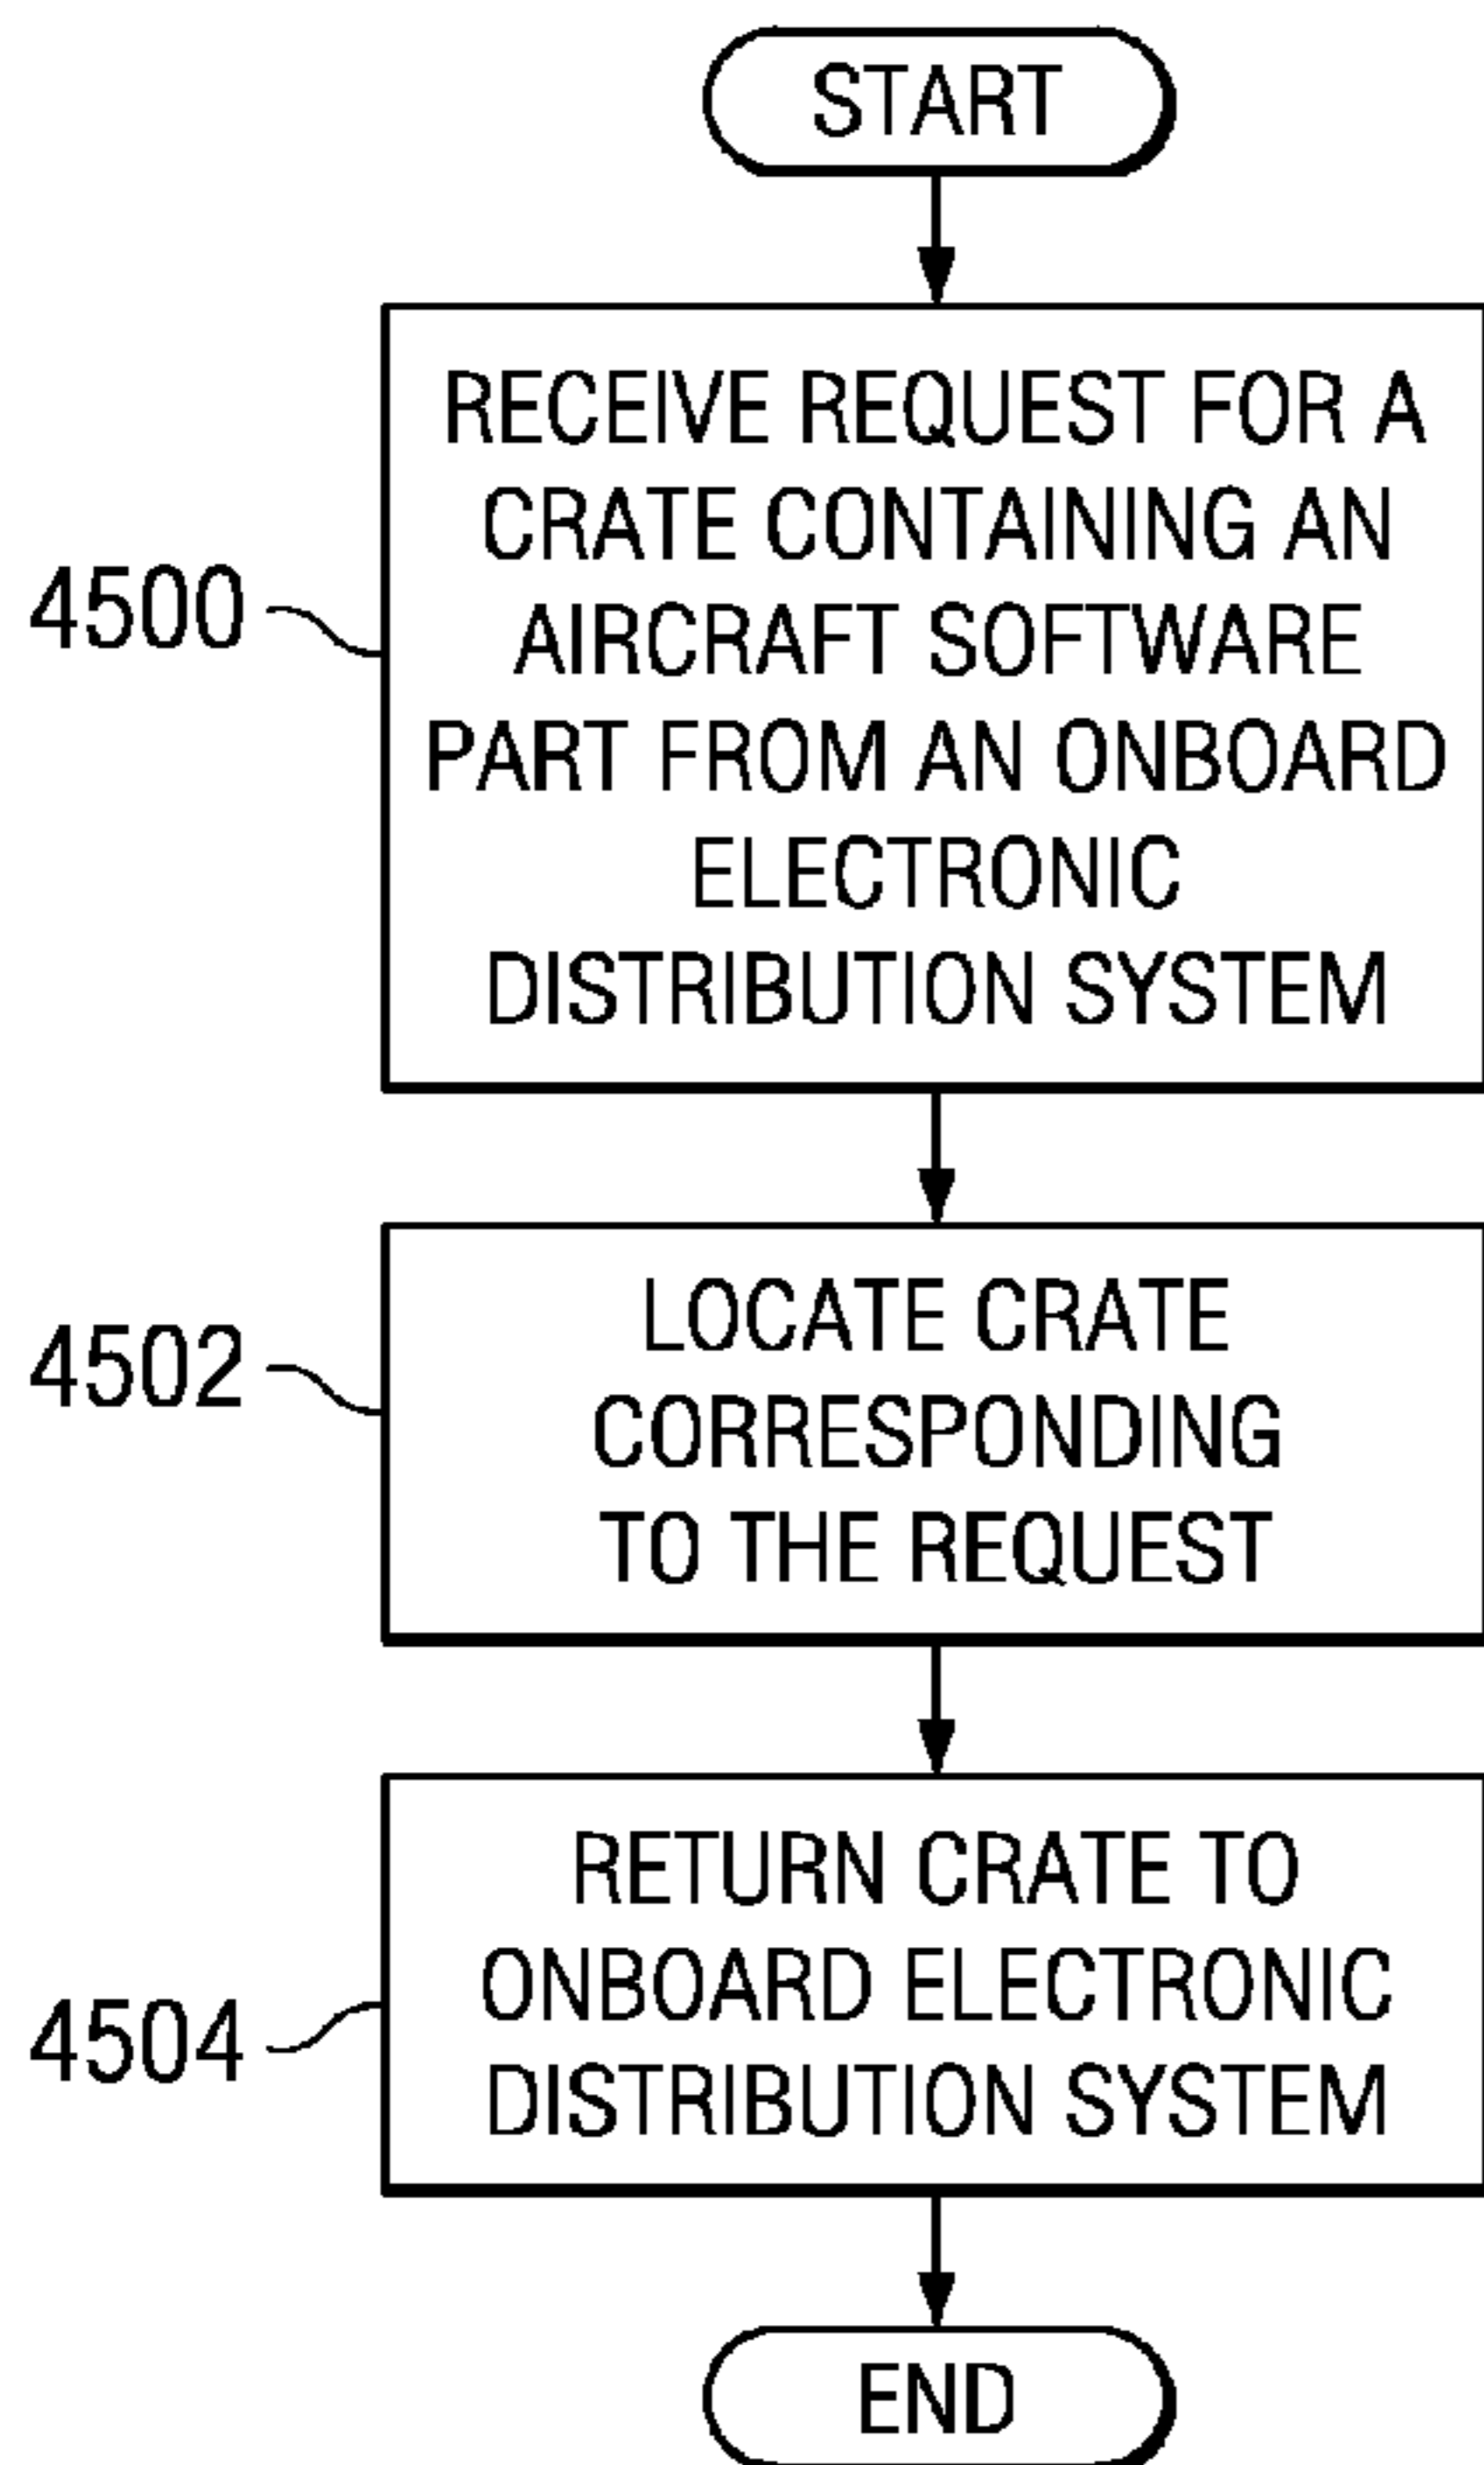 START
RECEIVE REQUEST FOR A
CRATE CONTAINING AN
AIRCRAFT SOFTWARE
PART FROM AN ONBOARD
ELECTRONIC
DISTRIBUTION SYSTEM
4500
LOCATE CRATE
CORRESPONDING
TO THE REQUEST
4502
RETURN CRATE TO
ONBOARD ELECTRONIC
DISTRIBUTION SYSTEM
4504
END